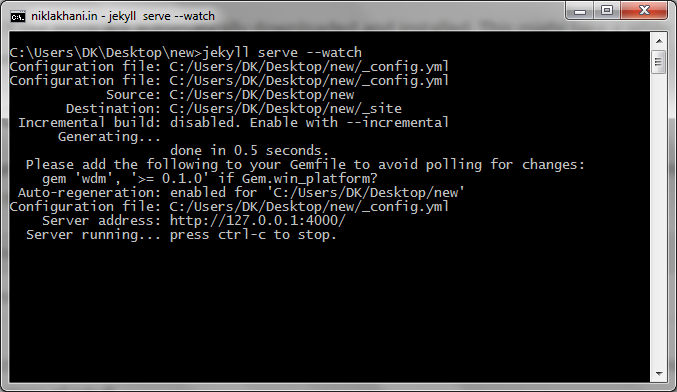 niklakhani.in - jekyll serve --watch
C:\Users\DK\Desktop\new>jekyll serve --watch
Configuration file: C:/Users/DK/Desktop/new/_config.yml
Configuration file: C:/Users/DK/Desktop/new/_config.yml
Source: C:/Users/DK/Desktop/new
Destination: C:/Users/DK/Desktop/new/_site
Incremental build: disabled. Enable with --incremental
Generating...
done in 0.5 seconds.
Please add the following to your Gemfile to avoid polling for changes:
gem 'wdm', '>= 0.1.0' if Gem.win_platform?
Auto-regeneration: enabled for 'C:/Users/DK/Desktop/new'
Configuration file: C:/Users/DK/Desktop/new/_config.yml
Server address: http://127.0.0.1:4000/
Server running... press ctrl-c to stop.